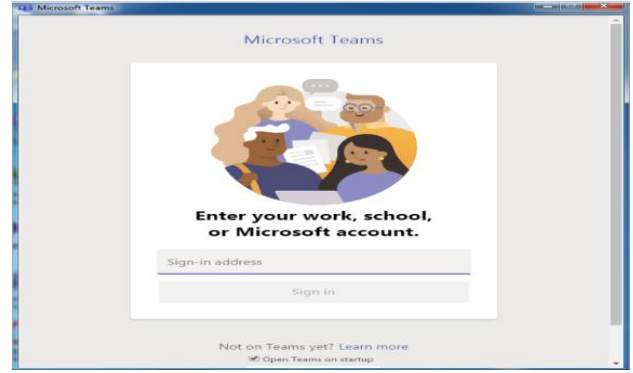 Microsoft Teams
Microsoft Teams
Enter your work, school,
or Microsoft account.
Sign-in address
Sign in
Not on Teams yet? Learn more
Open Teams on startup